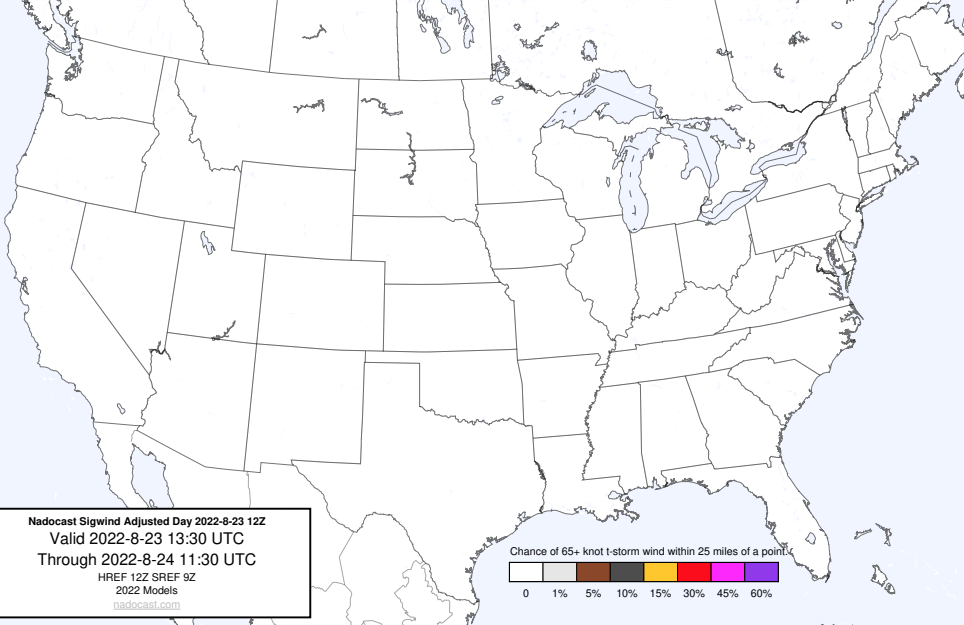 Nadocast Sigwind Adjusted Day 2022-8-23 12Z
Valid 2022-8-23 13:30 UTC
Through 2022-8-24 11:30 UTC
HREF 12Z SREF 9Z
2022 Models
nadocast.com
Chance of 65+ knot t-storm wind within 25 miles of a point.
0 1% 5% 10% 15% 30% 45% 60%